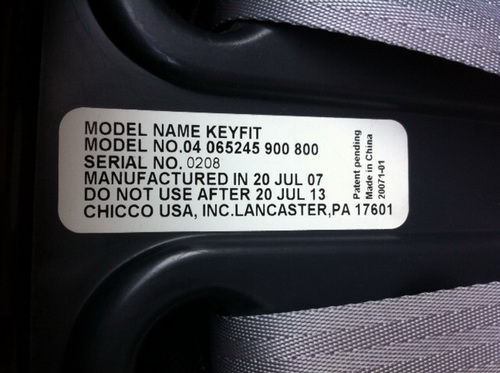 MODEL NAME KEYFIT
MODEL NO.04 065245 900 800
SERIAL NO. 0208
MANUFACTURED IN 20 JUL 07
DO NOT USE AFTER 20 JUL 13
CHICCO USA, INC.LANCASTER,PA 17601
Patent pending
Made in China
20071-01